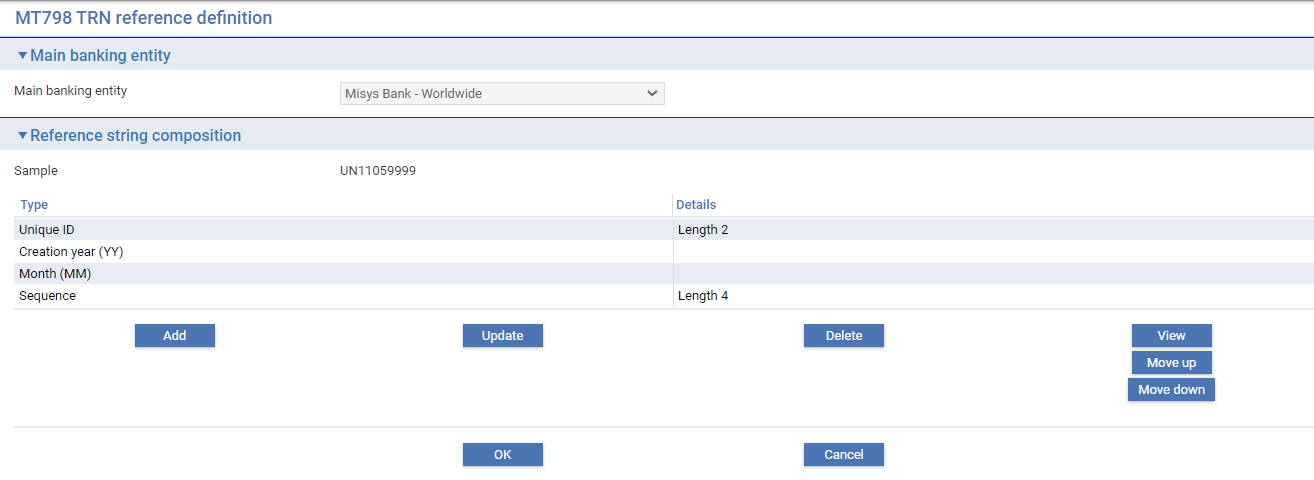 MT798 TRN reference definition
Main banking entity
Main banking entity Misys Bank - Worldwide
Reference string composition
Sample UN11059999
Type Details
Unique ID Length 2
Creation year (YY)
Month (MM)
Sequence Length 4
Add Update Delete View
Move up
Move down
OK Cancel